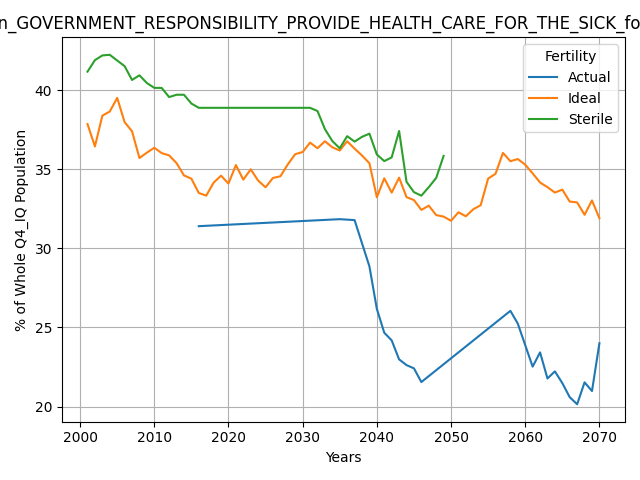 n_GOVERNMENT_RESPONSIBILITY_PROVIDE_HEALTH_CARE_FOR_THE_SICK_fo
Fertility
Actual
Ideal
Sterile
% of Whole Q4_IQ Population
40
35
30
25
20
2000 2010 2020 2030 2040 2050 2060 2070
Years